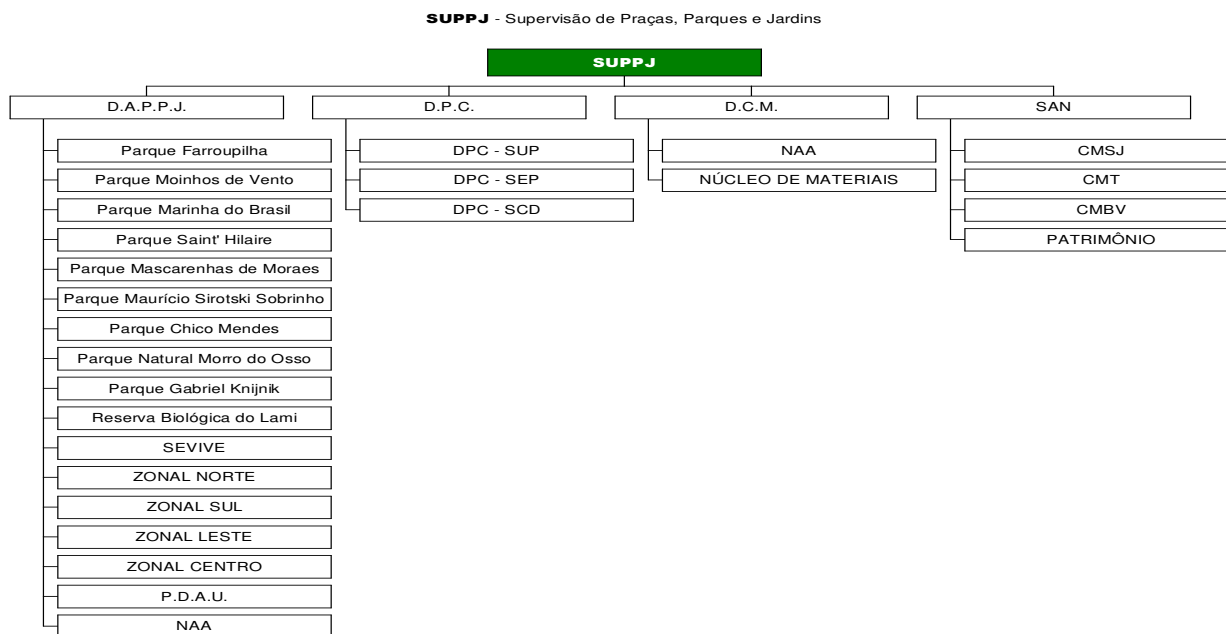 SUPPJ - Supervisão de Praças, Parques e Jardins
SUPPJ
D.A.P.P.J.
Parque Farroupilha
Parque Moinhos de Vento
Parque Marinha do Brasil
Parque Saint' Hilaire
Parque Mascarenhas de Moraes
Parque Maurício Sirotski Sobrinho
Parque Chico Mendes
Parque Natural Morro do Osso
Parque Gabriel Knijnik
Reserva Biológica do Lami
SEVIVE
ZONAL NORTE
ZONAL SUL
ZONAL LESTE
ZONAL CENTRO
P.D.A.U.
NAA
D.P.C.
DPC - SUP
DPC - SEP
DPC - SCD
D.C.M.
NAA
NÚCLEO DE MATERIAIS
SAN
CMSJ
CMT
CMBV
PATRIMÔNIO